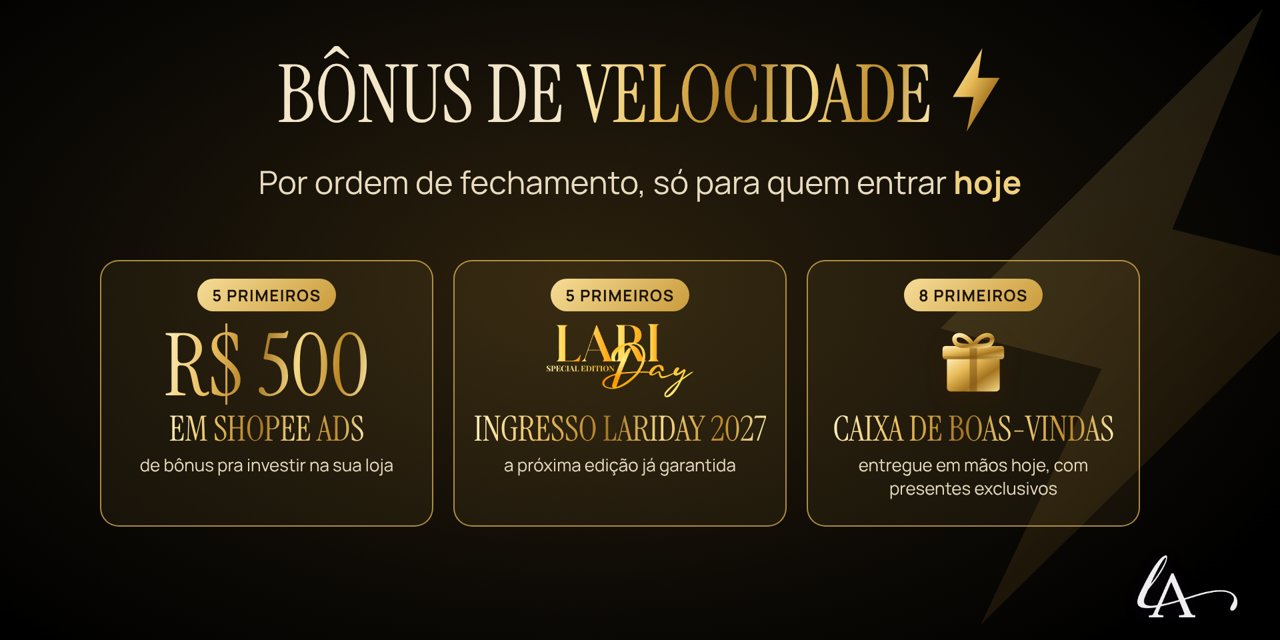 BÔNUS DE VELOCIDADE
Por ordem de fechamento, só para quem entrar hoje
5 PRIMEIROS
R$ 500
EM SHOPEE ADS
de bônus pra investir na sua loja
5 PRIMEIROS
LARI
SPECIAL EDITION
Day
INGRESSO LARIDAY 2027
a próxima edição já garantida
8 PRIMEIROS
CAIXA DE BOAS-VINDAS
entregue em mãos hoje, com
presentes exclusivos
LA